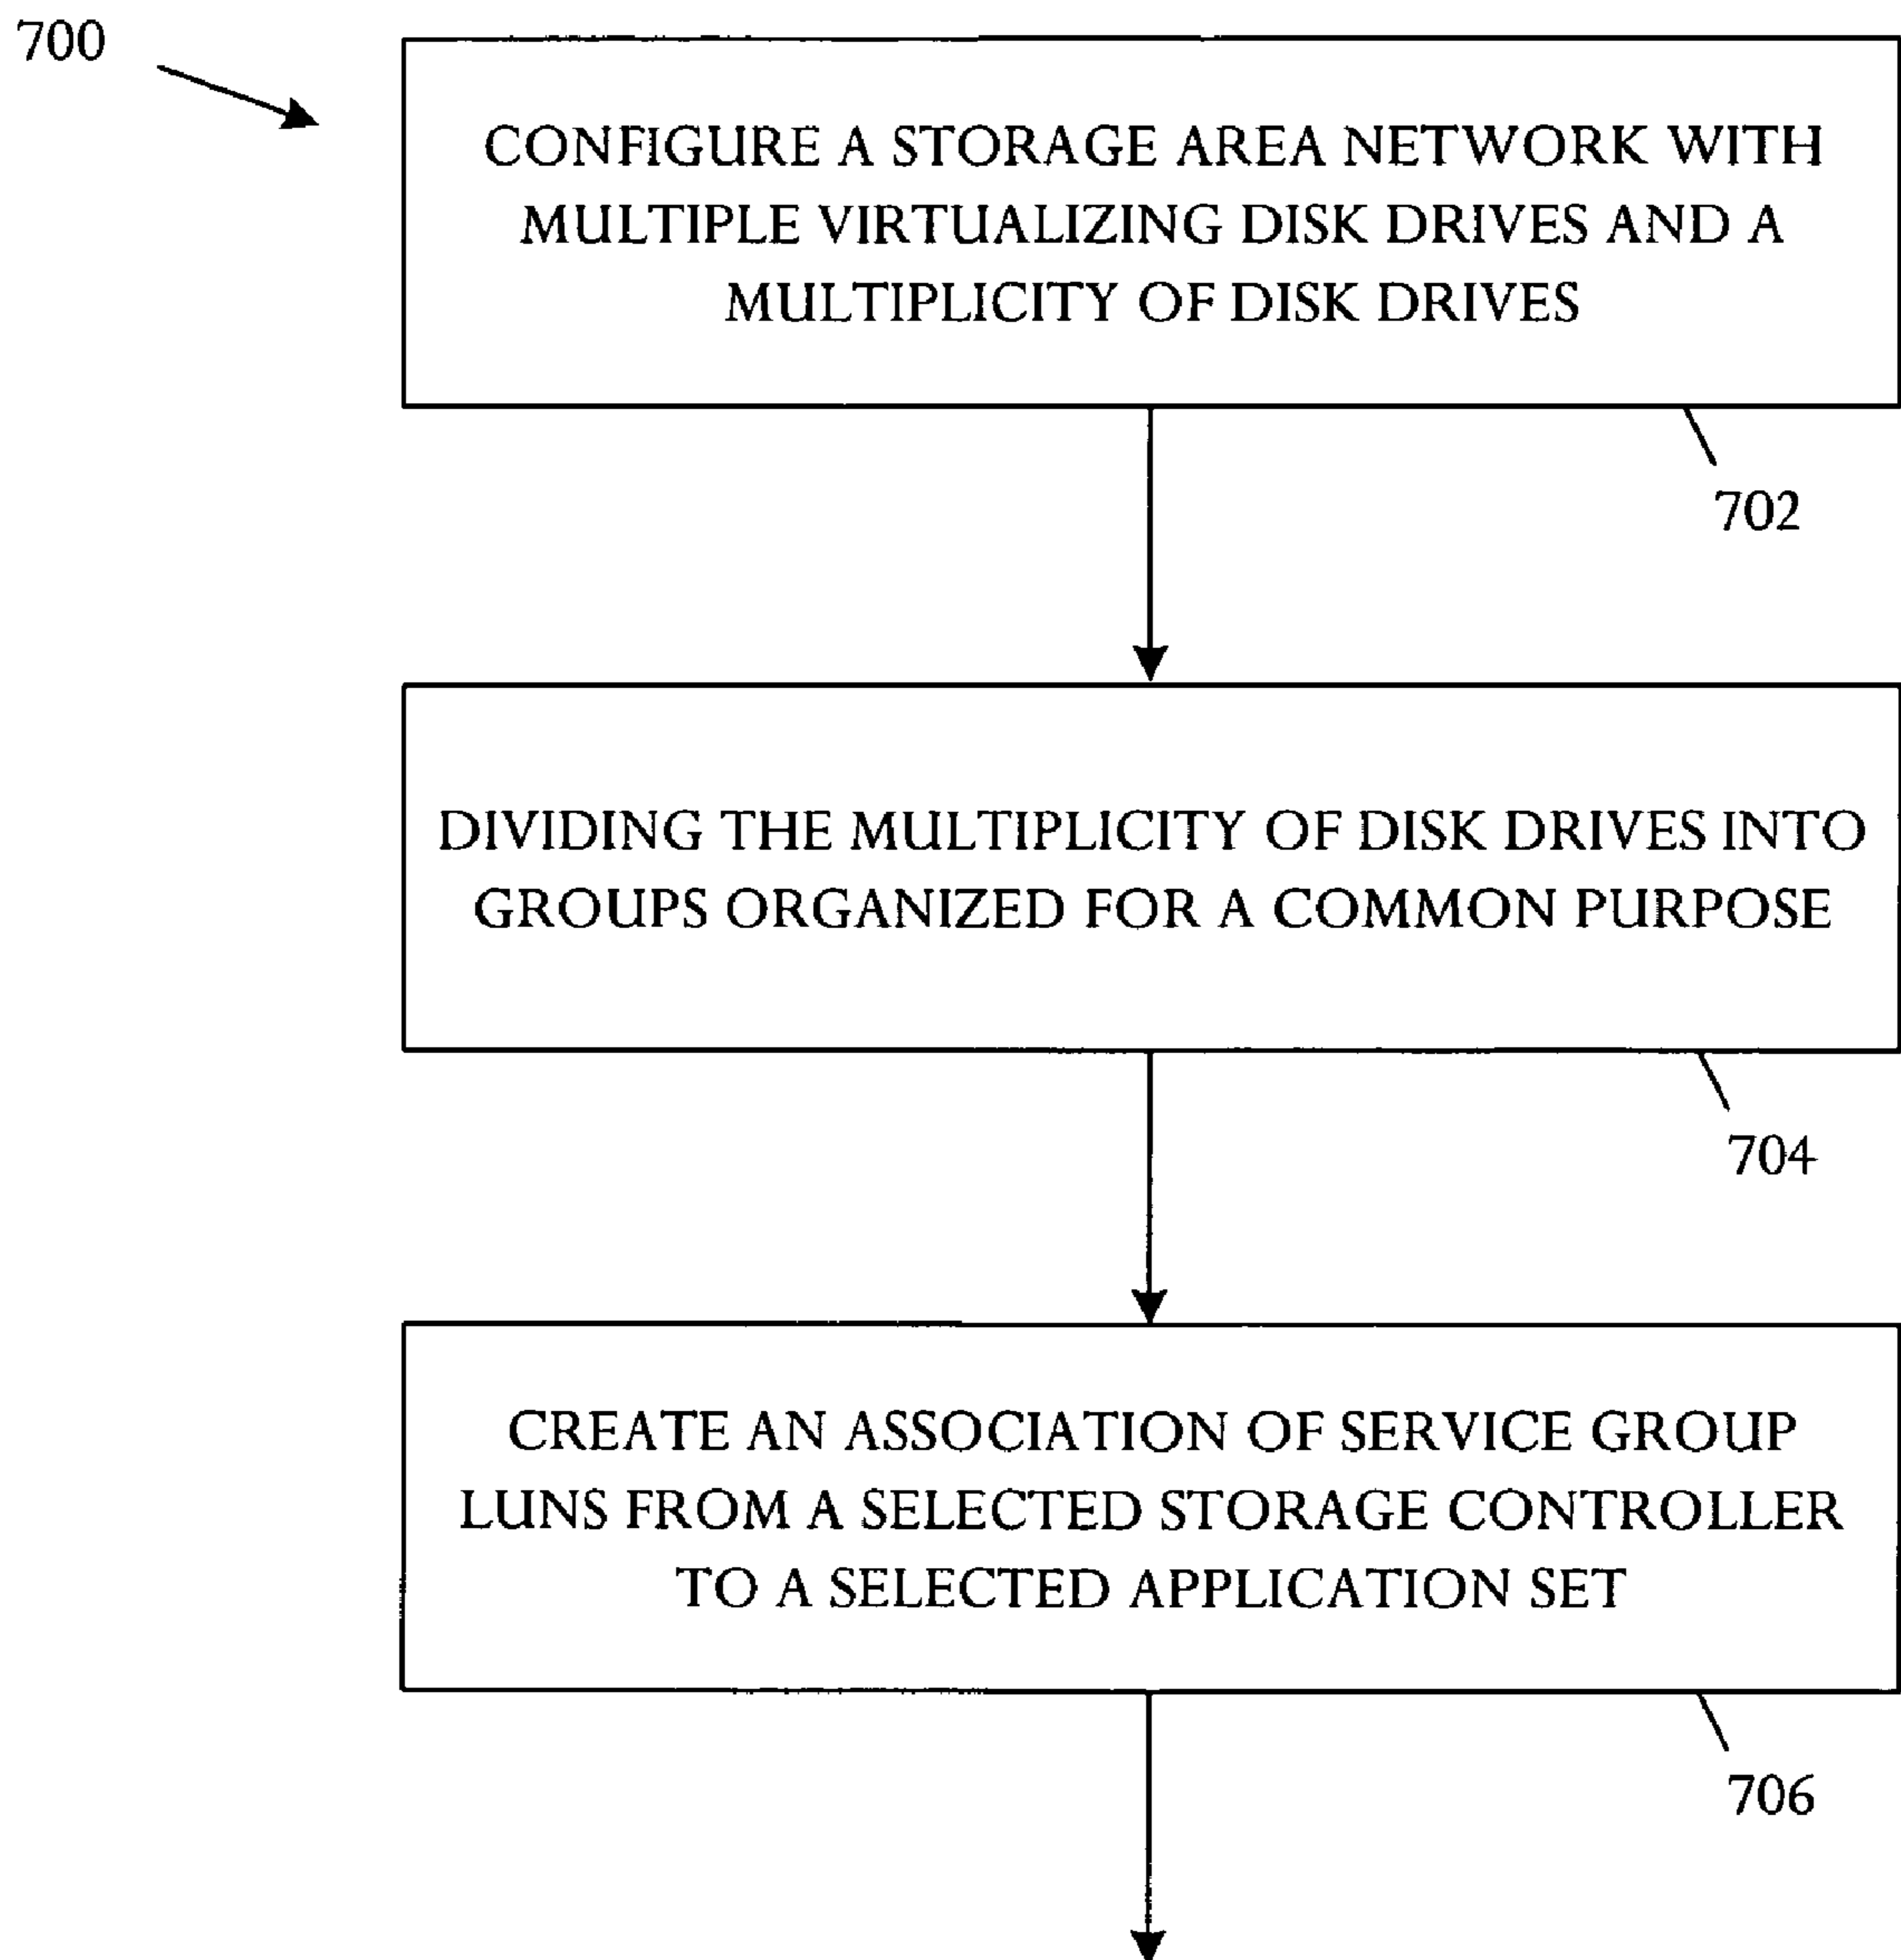 700
CONFIGURE A STORAGE AREA NETWORK WITH
MULTIPLE VIRTUALIZING DISK DRIVES AND A
MULTIPLICITY OF DISK DRIVES
702
DIVIDING THE MULTIPLICITY OF DISK DRIVES INTO
GROUPS ORGANIZED FOR A COMMON PURPOSE
704
CREATE AN ASSOCIATION OF SERVICE GROUP
LUNS FROM A SELECTED STORAGE CONTROLLER
TO A SELECTED APPLICATION SET
706